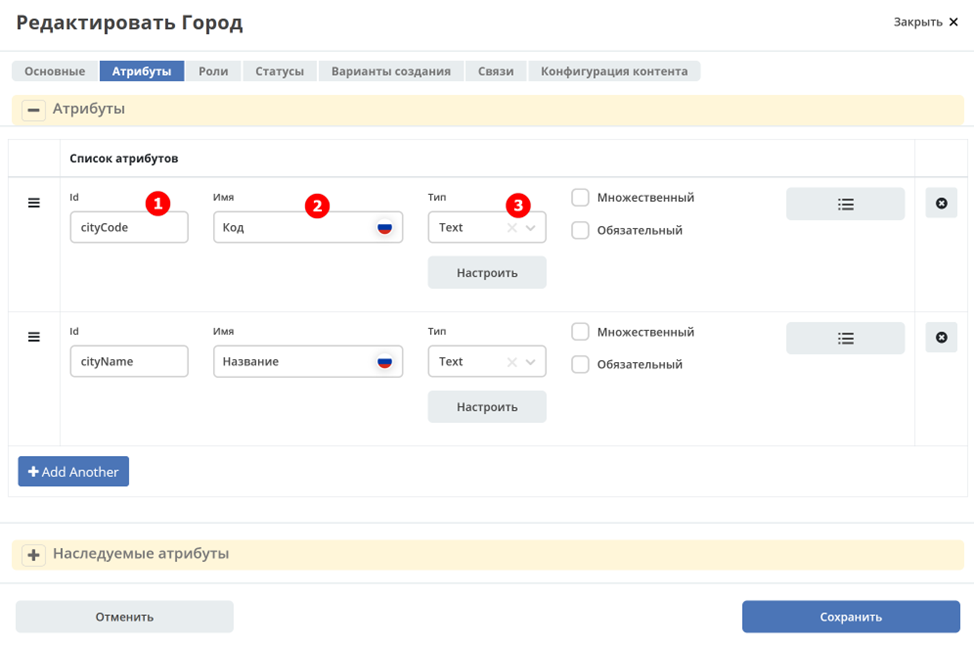 Редактировать Город
Закрыть ×
Основные Атрибуты Роли Статусы Варианты создания Связи Конфигурация контента
Атрибуты
Список атрибутов
Id 1 Имя 2 Тип 3 Множественный
cityCode Код Text Обязательный
Настроить
Id Имя Тип Множественный
cityName Название Text Обязательный
Настроить
+ Add Another
Наследуемые атрибуты
Отменить Сохранить